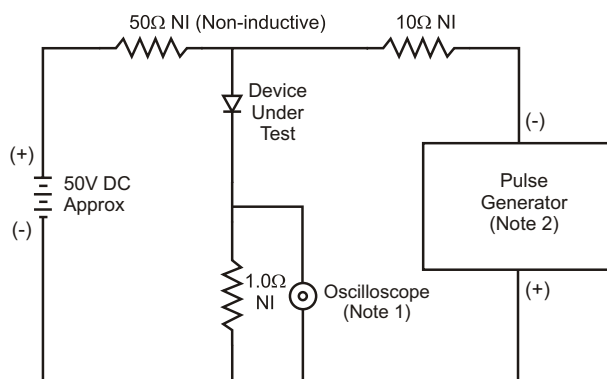 50Ω NI (Non-inductive)
10Ω NI
Device
Under
Test
(+)
50V DC
Approx
(-)
(-)
Pulse
Generator
(Note 2)
(+)
1.0Ω
NI
Oscilloscope
(Note 1)